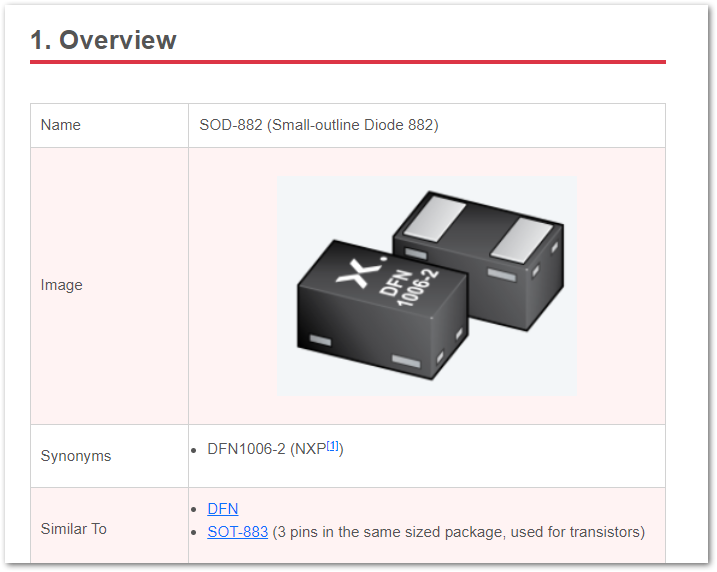 1. Overview
Name
SOD-882 (Small-outline Diode 882)
Image
DFN
1006-2
Synonyms
DFN1006-2 (NXP[1])
Similar To
DFN
SOT-883 (3 pins in the same sized package, used for transistors)